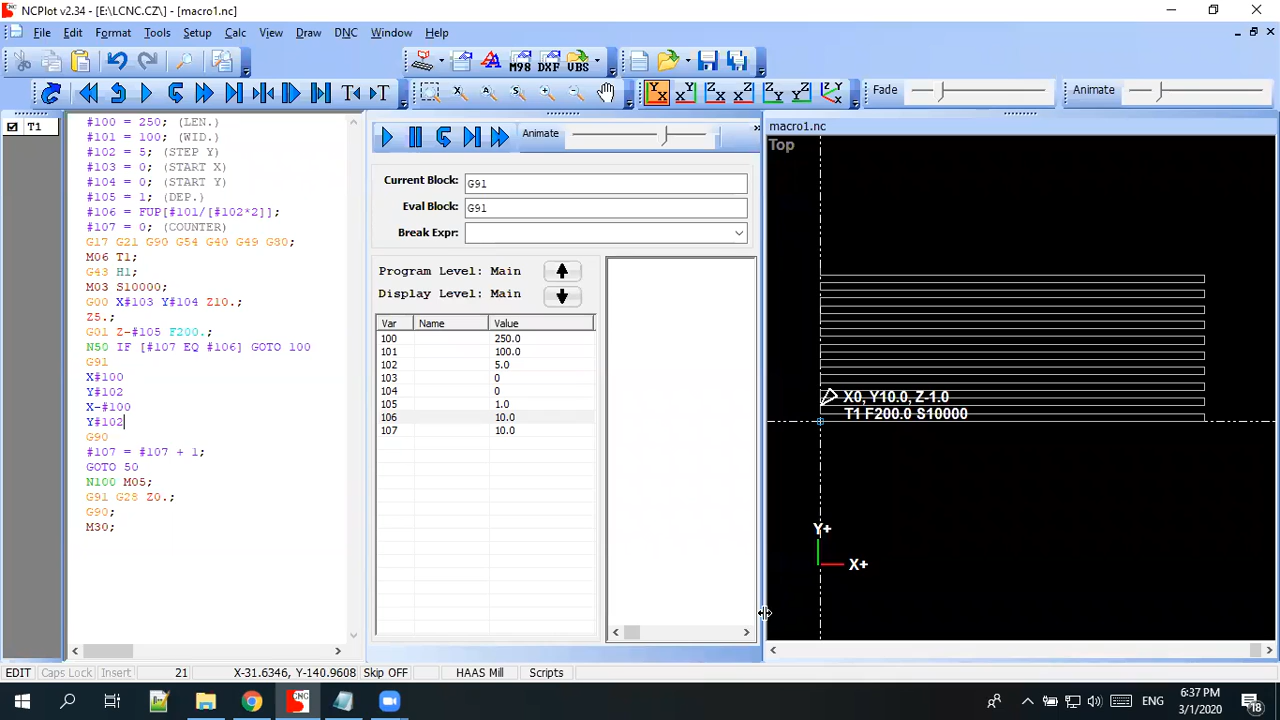 NCPlot v2.34 - [E:\LCNC.CZ\] - [macro1.nc]
File Edit Format Tools Setup Calc View Draw DNC Window Help
M98 DXF VBS
Fade Animate
T1
#100 = 250; (LEN.)
#101 = 100; (WID.)
#102 = 5; (STEP Y)
#103 = 0; (START X)
#104 = 0; (START Y)
#105 = 1; (DEP.)
#106 = FUP[#101/[#102*2]];
#107 = 0; (COUNTER)
G17 G21 G90 G54 G40 G49 G80;
M06 T1;
G43 H1;
M03 S10000;
G00 X#103 Y#104 Z10.;
Z5.;
G01 Z-#105 F200.;
N50 IF [#107 EQ #106] GOTO 100
G91
X#100
Y#102
X-#100
Y#102
G90
#107 = #107 + 1;
GOTO 50
N100 M05;
G91 G28 Z0.;
G90;
M30;
Animate
Current Block: G91
Eval Block: G91
Break Expr:
Program Level: Main
Display Level: Main
Var Name Value
100 250.0
101 100.0
102 5.0
103 0
104 0
105 1.0
106 10.0
107 10.0
macro1.nc
Top
X0, Y10.0, Z-1.0
T1 F200.0 S10000
Y+
X+
EDIT Caps Lock Insert 21 X-31.6346, Y-140.9608 Skip OFF HAAS Mill Scripts
CNC
ENG
6:37 PM
3/1/2020
18